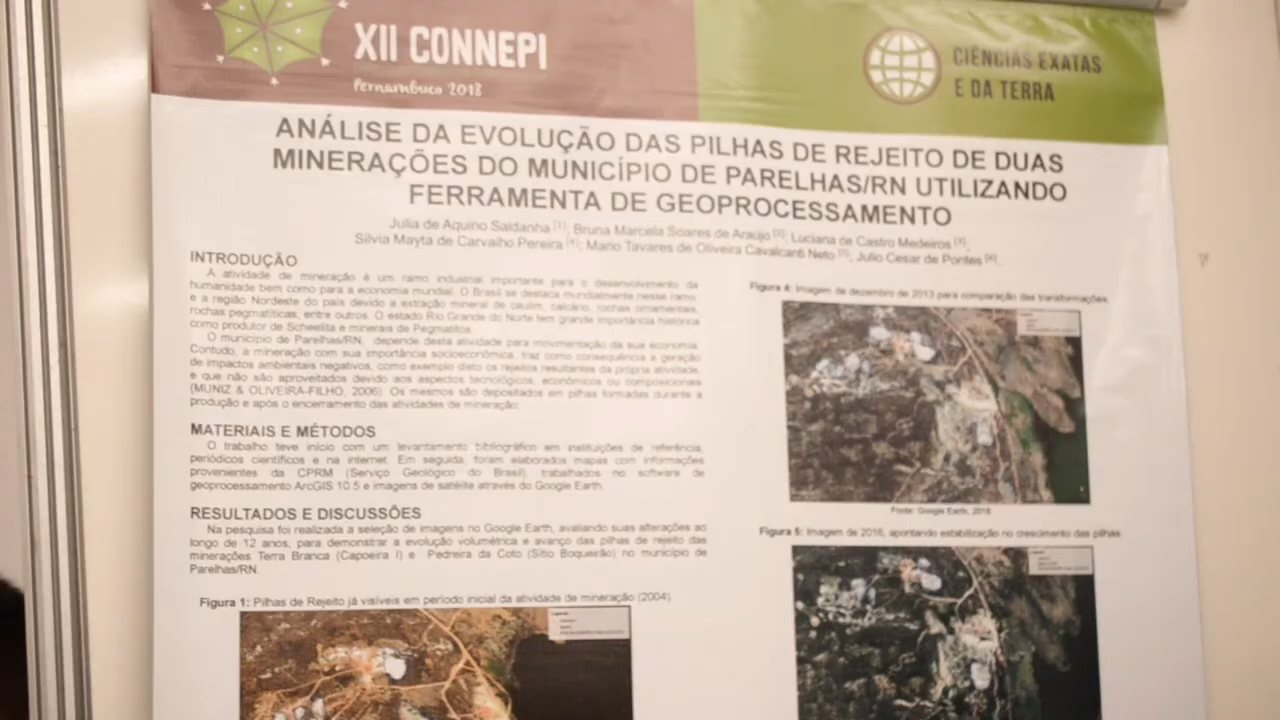 XII CONNEPI
Pernambuco 2018
CIÊNCIAS EXATAS
E DA TERRA
ANÁLISE DA EVOLUÇÃO DAS PILHAS DE REJEITO DE DUAS
MINERAÇÕES DO MUNICÍPIO DE PARELHAS/RN UTILIZANDO
FERRAMENTA DE GEOPROCESSAMENTO
Julia de Aquino Saldanha [1]; Bruna Marcela Soares de Araújo [2]; Luciana de Castro Medeiros [3];
Silvia Mayta de Carvalho Pereira [4]; Mario Tavares de Oliveira Cavalcanti Neto [5]; Julio Cesar de Pontes [6].
INTRODUÇÃO
A atividade de mineração é um ramo industrial importante para o desenvolvimento da
humanidade bem como para a economia mundial. O Brasil se destaca mundialmente nesse ramo,
e a região Nordeste do país devido a extração mineral de caulim, calcário, rochas ornamentais,
rochas pegmatíticas, entre outros. O estado Rio Grande do Norte tem grande importância histórica
como produtor de Scheelita e minerais de Pegmatitos.
O município de Parelhas/RN, depende desta atividade para movimentação da sua economia.
Contudo, a mineração com sua importância socioeconômica, traz como consequência a geração
de impactos ambientais negativos, como exemplo disto os rejeitos resultantes da própria atividade,
e que não são aproveitados devido aos aspectos tecnológicos, econômicos ou composicionais
(MUNIZ & OLIVEIRA-FILHO, 2006). Os mesmos são depositados em pilhas formadas durante a
produção e após o encerramento das atividades de mineração.
MATERIAIS E MÉTODOS
O trabalho teve início com um levantamento bibliográfico em instituições de referência,
periódicos científicos e na internet. Em seguida, foram elaborados mapas com informações
provenientes da CPRM (Serviço Geológico do Brasil), trabalhados no software de
geoprocessamento ArcGIS 10.5 e imagens de satélite através do Google Earth.
RESULTADOS E DISCUSSÕES
Na pesquisa foi realizada a seleção de imagens no Google Earth, avaliando suas alterações ao
longo de 12 anos, para demonstrar a evolução volumétrica e avanço das pilhas de rejeito das
minerações Terra Branca (Capoeira I) e Pedreira da Coto (Sítio Boqueirão) no município de
Parelhas/RN.
Figura 1: Pilhas de Rejeito já visíveis em período inicial da atividade de mineração (2004)
Figura 4: Imagem de dezembro de 2013 para comparação das transformações
Fonte: Google Earth, 2018
Figura 5: Imagem de 2016, apontando estabilização no crescimento das pilhas